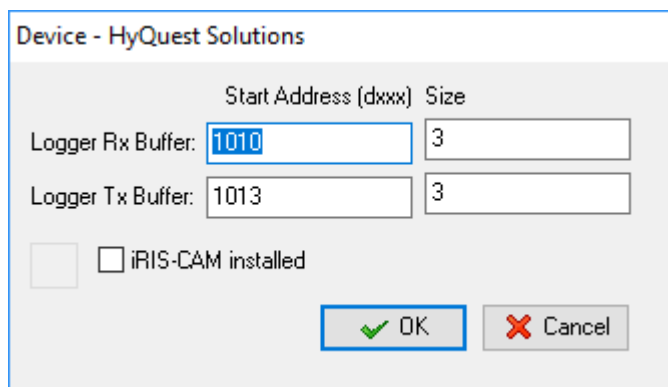 Device - HyQuest Solutions
Start Address (dxxx) Size
Logger Rx Buffer: 1010 3
Logger Tx Buffer: 1013 3
iRIS-CAM installed
OK Cancel